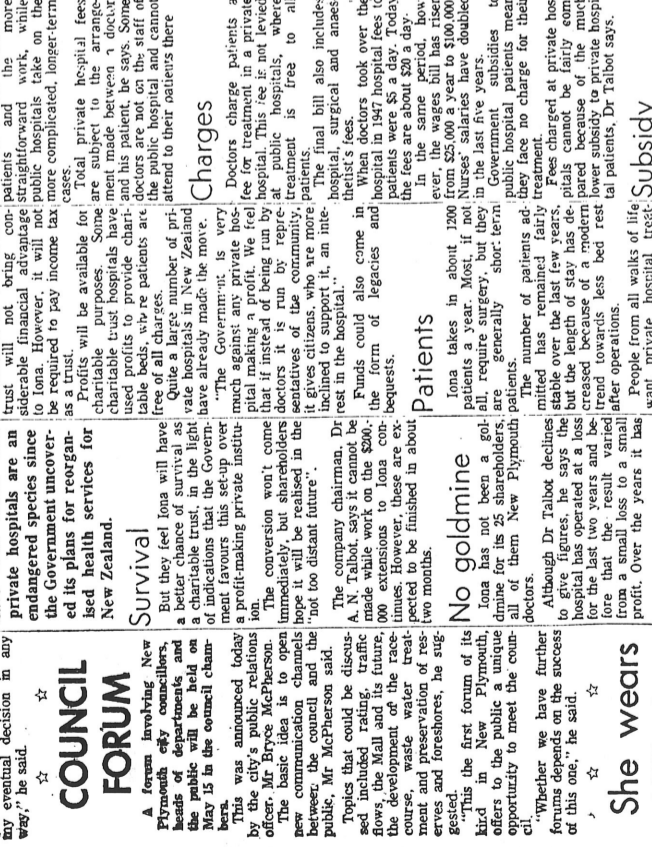 my eventual decision in any
way," he said.
☆ ☆
COUNCIL
FORUM
A forum involving New
Plymouth city councillors,
heads of departments and
the public will be held on
May 15 in the council cham-
bers.
This was announced today
by the city's public relations
officer, Mr Bryce McPherson.
The basic idea is to open
new communication channels
between the council and the
public, Mr McPherson said.
Topics that could be discus-
sed included rating, traffic
flows, the Mall and its future,
the development of the race-
course, waste water treat-
ment and preservation of res-
erves and foreshores, he sug-
gested.
"This the first forum of its
kind in New Plymouth,
offers to the public a unique
opportunity to meet the coun-
cil.
"Whether we have further
forums depends on the success
of this one," he said.
☆ ☆
She wears
private hospitals are an
endangered species since
the Government uncover-
ed its plans for reorgan-
ised health services for
New Zealand.
Survival
But they feel Iona will have
a better chance of survival as
a charitable trust, in the light
of indications that the Govern-
ment favours this set-up over
a profit-making private institu-
ion.
The conversion won't come
immediately, but shareholders
hope it will be realised in the
"not too distant future".
The company chairman, Dr
A. N. Talbot, says it cannot be
made while work on the $200,-
000 extensions to Iona con-
tinues. However, these are ex-
pected to be finished in about
two months.
No goldmine
Iona has not been a gol-
dmine for its 25 shareholders,
all of them New Plymouth
doctors.
Although Dr Talbot declines
to give figures, he says the
hospital has operated at a loss
for the last two years and be-
fore that the result varied
from a small loss to a small
profit. Over the years it has
trust will not bring con-
siderable financial advantage
to Iona. However, it will not
be required to pay income tax
as a trust.
Profits will be available for
charitable purposes. Some
charitable trust hospitals have
used profits to provide chari-
table beds, where patients are
free of all charges.
Quite a large number of pri-
vate hospitals in New Zealand
have already made the move.
"The Government is very
much against any private hos-
pital making a profit. We feel
that if instead of being run by
doctors it is run by repre-
sentatives of the community,
it gives citizens, who are more
inclined to support it, an inte-
rest in the hospital."
Funds could also come in
the form of legacies and
bequests.
Patients
Iona takes in about 1200
patients a year. Most, if not
all, require surgery, but they
are generally short term
patients.
The number of patients ad-
mitted has remained fairly
stable over the last few years,
but the length of stay has de-
creased because of a modern
trend towards less bed rest
after operations.
People from all walks of life
want private hospital treat-
patients and the more
straightforward work, while
public hospitals take on the
more complicated, longer-term
cases.
Total private hospital fees
are subject to the arrange-
ment made between a doctor
and his patient, he says. Some
doctors are not on the staff of
the public hospital and cannot
attend to their patients there
Charges
Doctors charge patients a
fee for treatment in a private
hospital. This fee is not levied
at public hospitals, where
treatment is free to all
patients.
The final bill also includes
hospital, surgical and anaes-
thetist's fees.
When doctors took over the
hospital in 1947 hospital fees to
patients were $5 a day. Today
the fees are about $20 a day.
In the same period, how
ever, the wages bill has risen
from $25,000 a year to $100,000
Nurses' salaries have doubled
in the last five years.
Government subsidies to
public hospital patients mean
they face no charge for their
treatment.
Fees charged at private hos
pitals cannot be fairly com
pared because of the much
lower subsidy to private hospi
tal patients, Dr Talbot says.
Subsidy